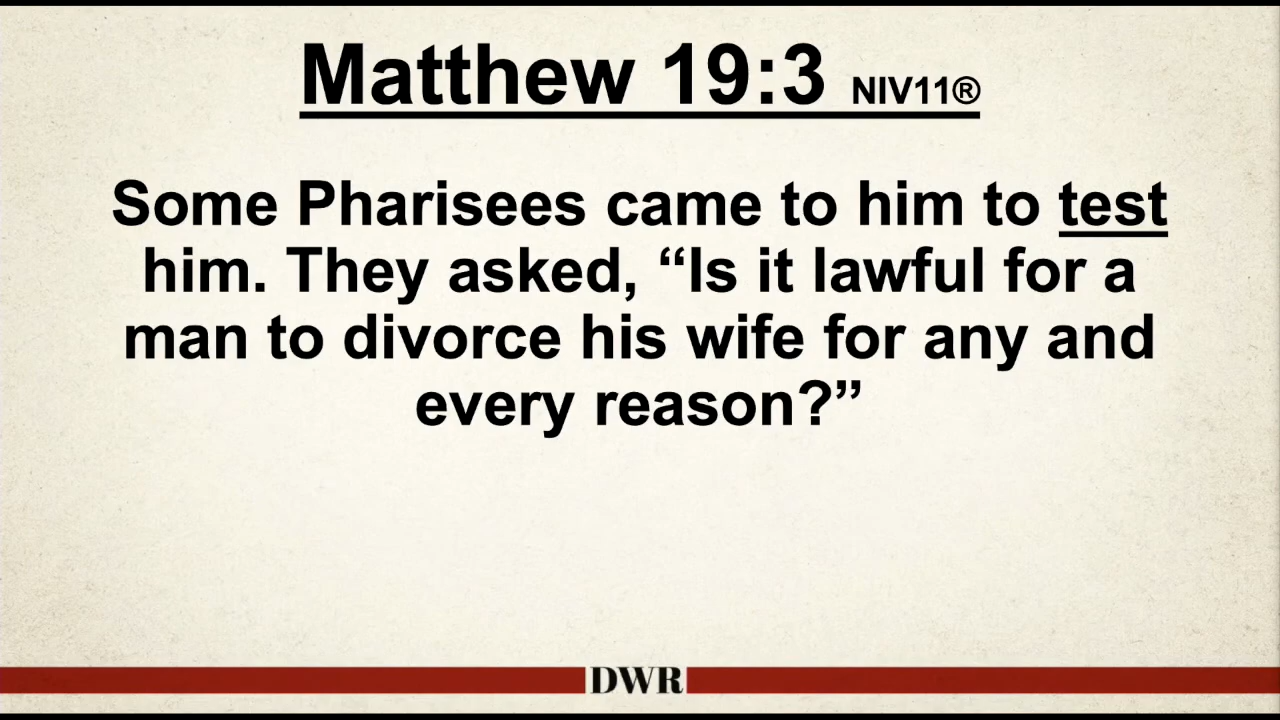 Matthew 19:3 NIV11®
Some Pharisees came to him to test
him. They asked, “Is it lawful for a
man to divorce his wife for any and
every reason?”
DWR